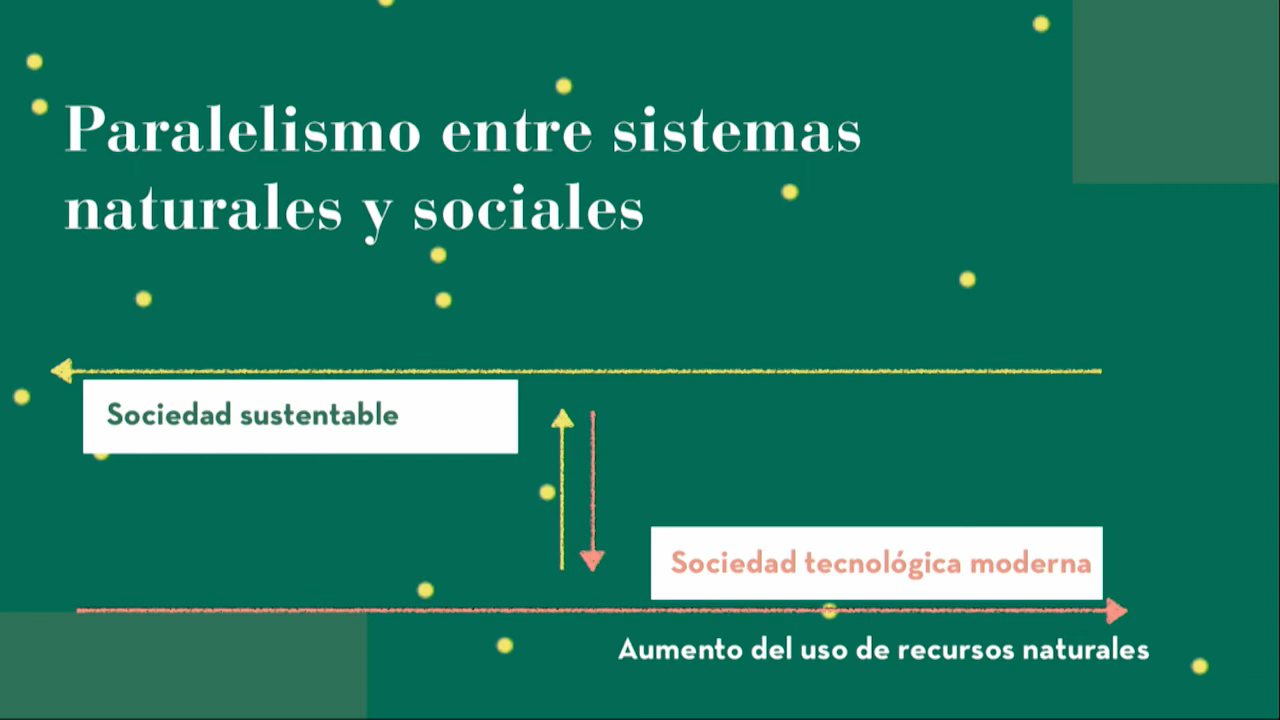 Paralelismo entre sistemas
naturales y sociales
Sociedad sustentable
Sociedad tecnológica moderna
Aumento del uso de recursos naturales